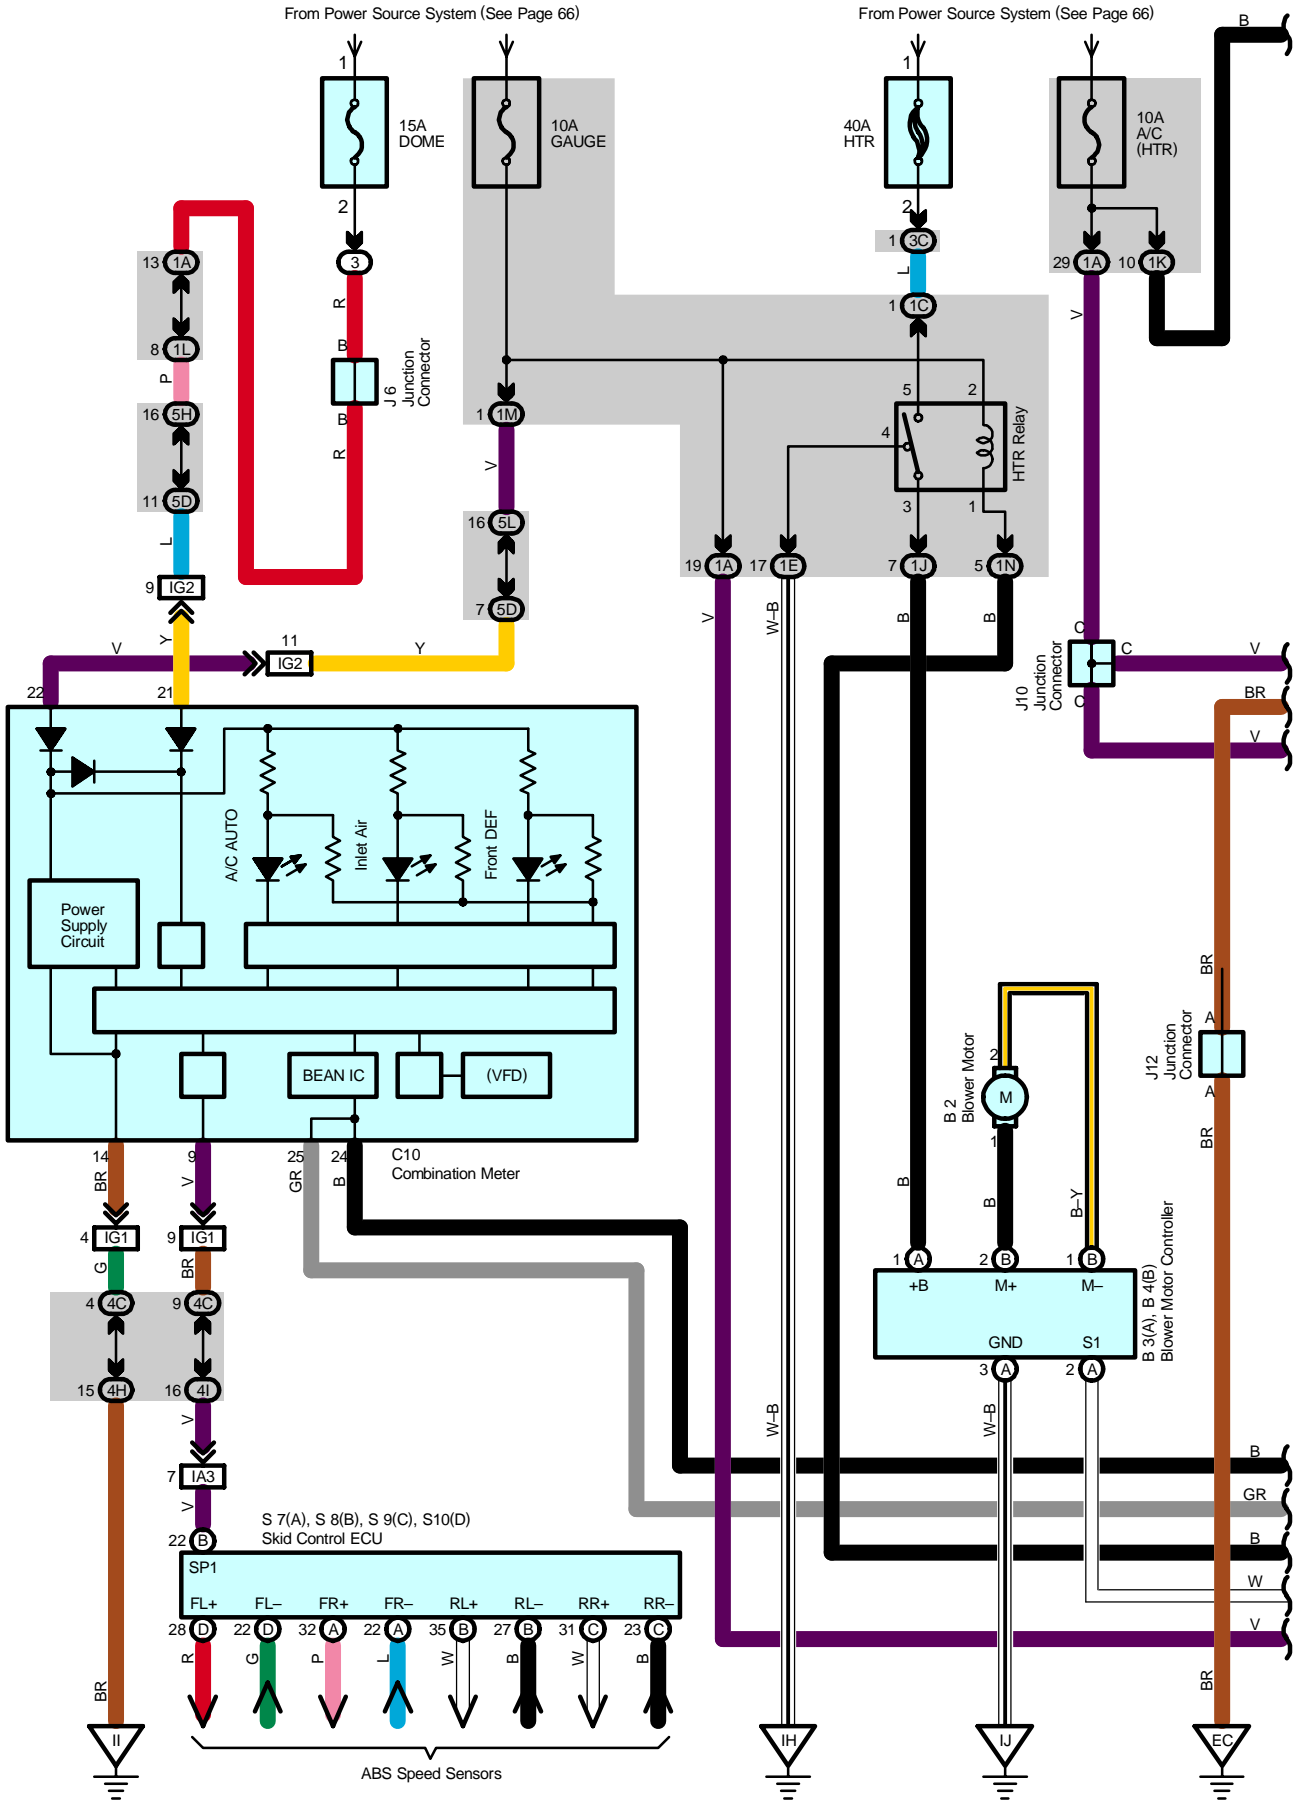 From Power Source System (See Page 66)
From Power Source System (See Page 66)
B
1
15A
DOME
2
10A
GAUGE
1
40A
HTR
2
10A
A/C
(HTR)
13 1A
3
1 3C
29 1A
10 1K
R
L
V
8 1L
1 1C
P
B
J 6
Junction
Connector
B
R
16 5H
11 5D
L
9 IG2
1 1M
V
16 5L
7 5D
5
2
4
3
1
HTR Relay
19 1A
17 1E
7 1J
5 1N
V
W–B
B
B
Y
V
11
IG2
Y
22
21
C
C
C
J10
Junction
Connector
V
BR
V
A/C AUTO
Inlet Air
Front DEF
Power
Supply
Circuit
BEAN IC
(VFD)
C10
Combination Meter
14
9
25
24
BR
V
GR
B
4 IG1
9 IG1
G
BR
4 4C
9 4C
15 4H
16 4I
V
7 IA3
V
22 B
S 7(A), S 8(B), S 9(C), S10(D)
Skid Control ECU
SP1
FL+
FL–
FR+
FR–
RL+
RL–
RR+
RR–
28 D
22 D
32 A
22 A
35 B
27 B
31 C
23 C
R
G
P
L
W
B
W
B
ABS Speed Sensors
BR
II
2
M
1
B 2
Blower Motor
B
B
B–Y
1 A
2 B
1 B
+B
M+
M–
GND
S1
B 3(A), B 4(B)
Blower Motor Controller
3 A
2 A
W–B
W–B
BR
A
J12
Junction
Connector
A
BR
B
GR
B
W
V
BR
IH
IJ
EC